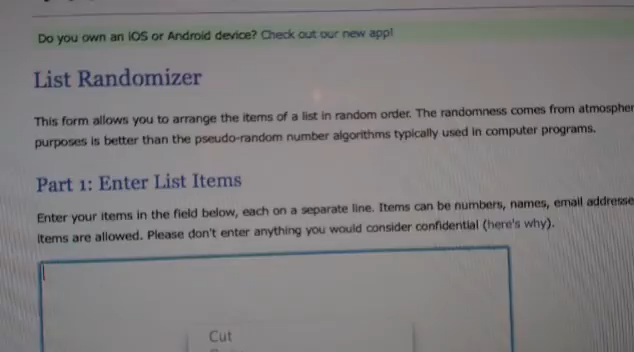 Do you own an iOS or Android device? Check out our new app!
List Randomizer
This form allows you to arrange the items of a list in random order. The randomness comes from atmospher
purposes is better than the pseudo-random number algorithms typically used in computer programs.
Part 1: Enter List Items
Enter your items in the field below, each on a separate line. Items can be numbers, names, email addresse
items are allowed. Please don't enter anything you would consider confidential (here's why).
Cut